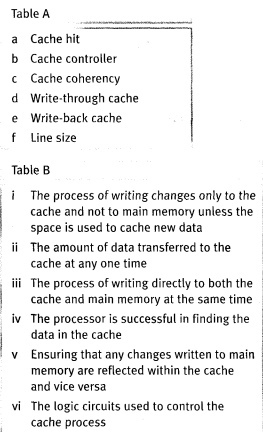 Table A
a Cache hit
b Cache controller
c Cache coherency
d Write-through cache
e Write-back cache
f Line size
Table B
i The process of writing changes only to the
cache and not to main memory unless the
space is used to cache new data
ii The amount of data transferred to the
cache at any one time
iii The process of writing directly to both the
cache and main memory at the same time
iv The processor is successful in finding the
data in the cache
v Ensuring that any changes written to main
memory are reflected within the cache
and vice versa
vi The logic circuits used to control the
cache process